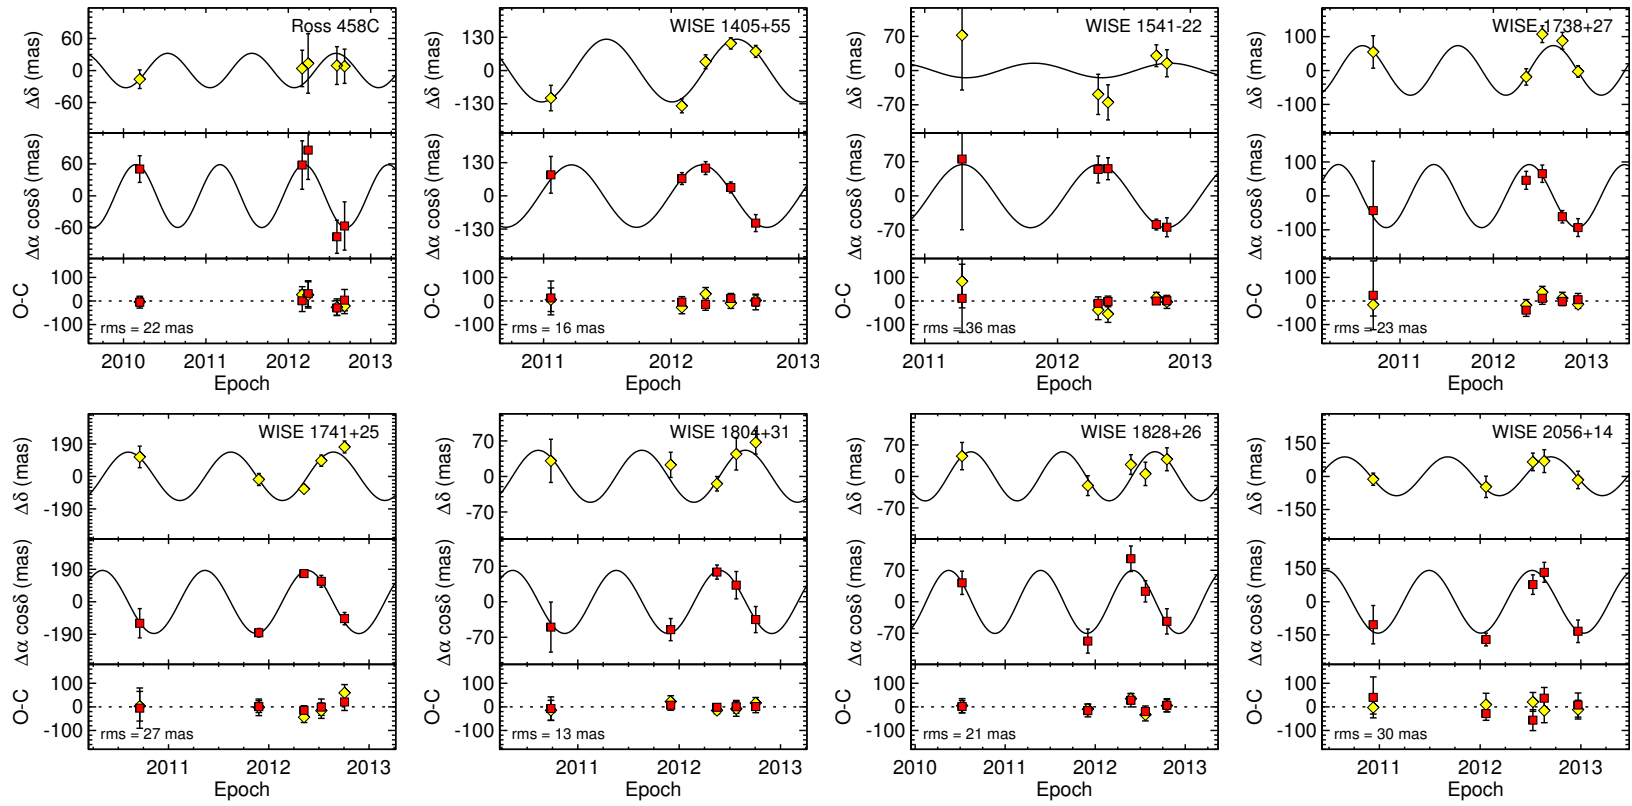 Ross 458C
Δδ (mas)
60
0
-60
Δα cosδ (mas)
60
0
-60
O-C
100
0
-100
rms = 22 mas
2010 2011 2012 2013
Epoch
WISE 1405+55
Δδ (mas)
130
0
-130
Δα cosδ (mas)
130
0
-130
O-C
100
0
-100
rms = 16 mas
2011 2012 2013
Epoch
WISE 1541-22
Δδ (mas)
70
0
-70
Δα cosδ (mas)
70
0
-70
O-C
100
0
-100
rms = 36 mas
2011 2012 2013
Epoch
WISE 1738+27
Δδ (mas)
100
0
-100
Δα cosδ (mas)
100
0
-100
O-C
100
0
-100
rms = 23 mas
2011 2012 2013
Epoch
WISE 1741+25
Δδ (mas)
190
0
-190
Δα cosδ (mas)
190
0
-190
O-C
100
0
-100
rms = 27 mas
2011 2012 2013
Epoch
WISE 1804+31
Δδ (mas)
70
0
-70
Δα cosδ (mas)
70
0
-70
O-C
100
0
-100
rms = 13 mas
2011 2012 2013
Epoch
WISE 1828+26
Δδ (mas)
70
0
-70
Δα cosδ (mas)
70
0
-70
O-C
100
0
-100
rms = 21 mas
2010 2011 2012 2013
Epoch
WISE 2056+14
Δδ (mas)
150
0
-150
Δα cosδ (mas)
150
0
-150
O-C
100
0
-100
rms = 30 mas
2011 2012 2013
Epoch